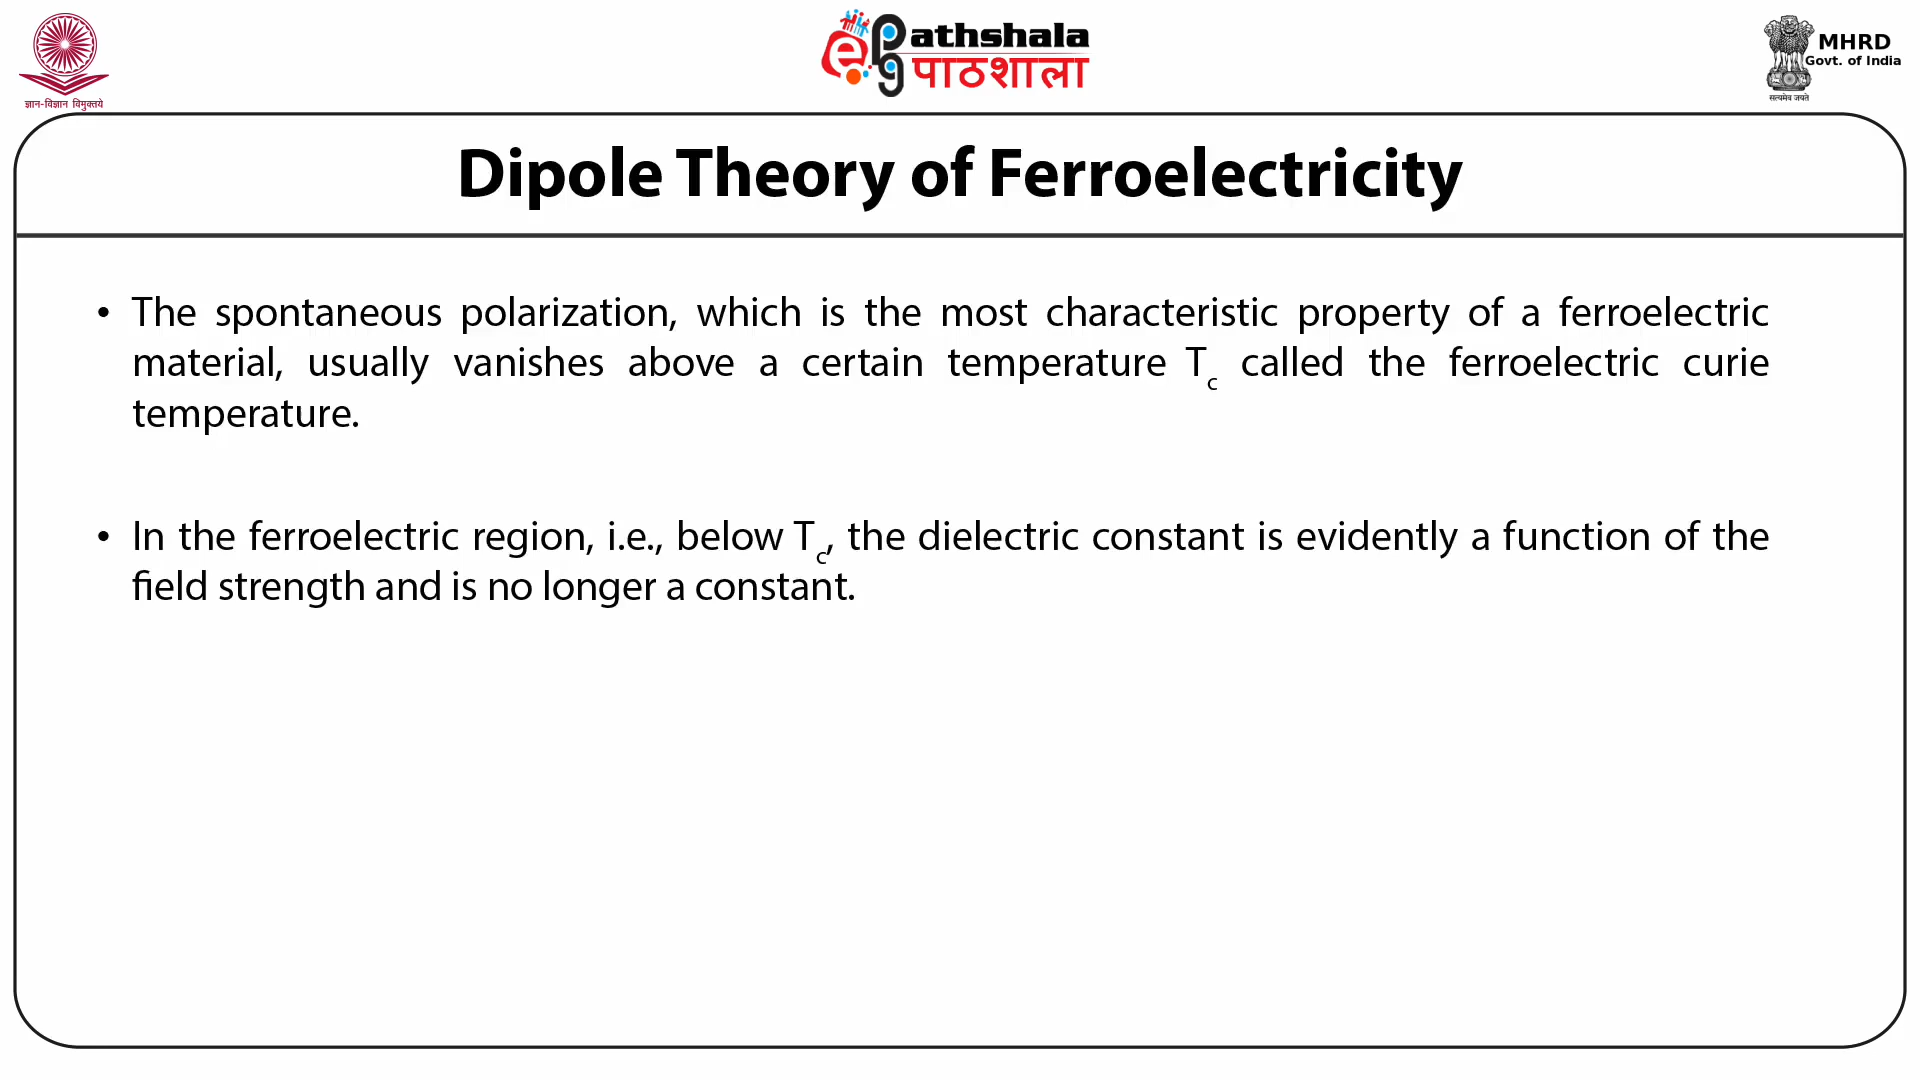 ज्ञान-विज्ञान विमुक्तये
ePathshala
पाठशाला
MHRD
Govt. of India
सत्यमेव जयते
Dipole Theory of Ferroelectricity
• The spontaneous polarization, which is the most characteristic property of a ferroelectric
material, usually vanishes above a certain temperature Tc called the ferroelectric curie
temperature.
• In the ferroelectric region, i.e., below Tc, the dielectric constant is evidently a function of the
field strength and is no longer a constant.